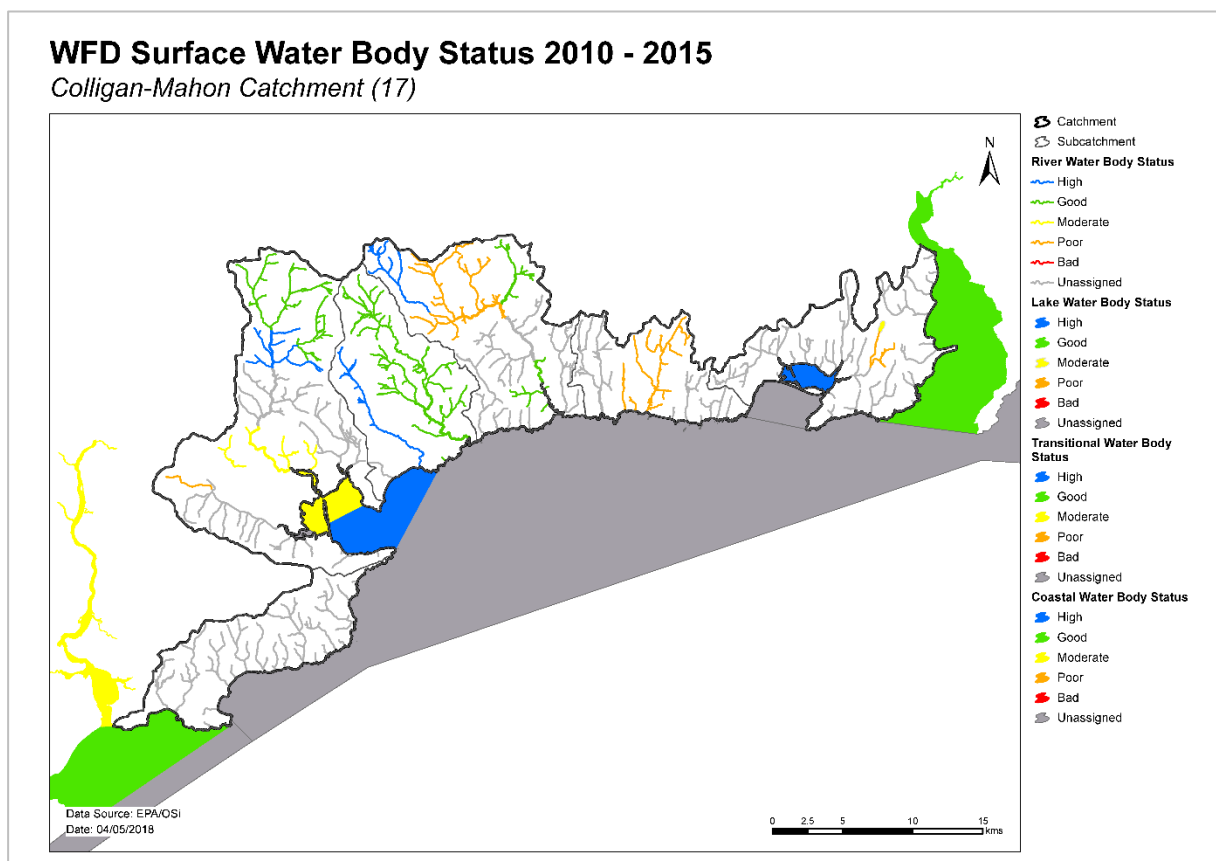 WFD Surface Water Body Status 2010 - 2015
Colligan-Mahon Catchment (17)
N
Catchment
Subcatchment
River Water Body Status
High
Good
Moderate
Poor
Bad
Unassigned
Lake Water Body Status
High
Good
Moderate
Poor
Bad
Unassigned
Transitional Water Body
Status
High
Good
Moderate
Poor
Bad
Unassigned
Coastal Water Body Status
High
Good
Moderate
Poor
Bad
Unassigned
Data Source: EPA/OSi
Date: 04/05/2018
0 2.5 5 10 15
kms